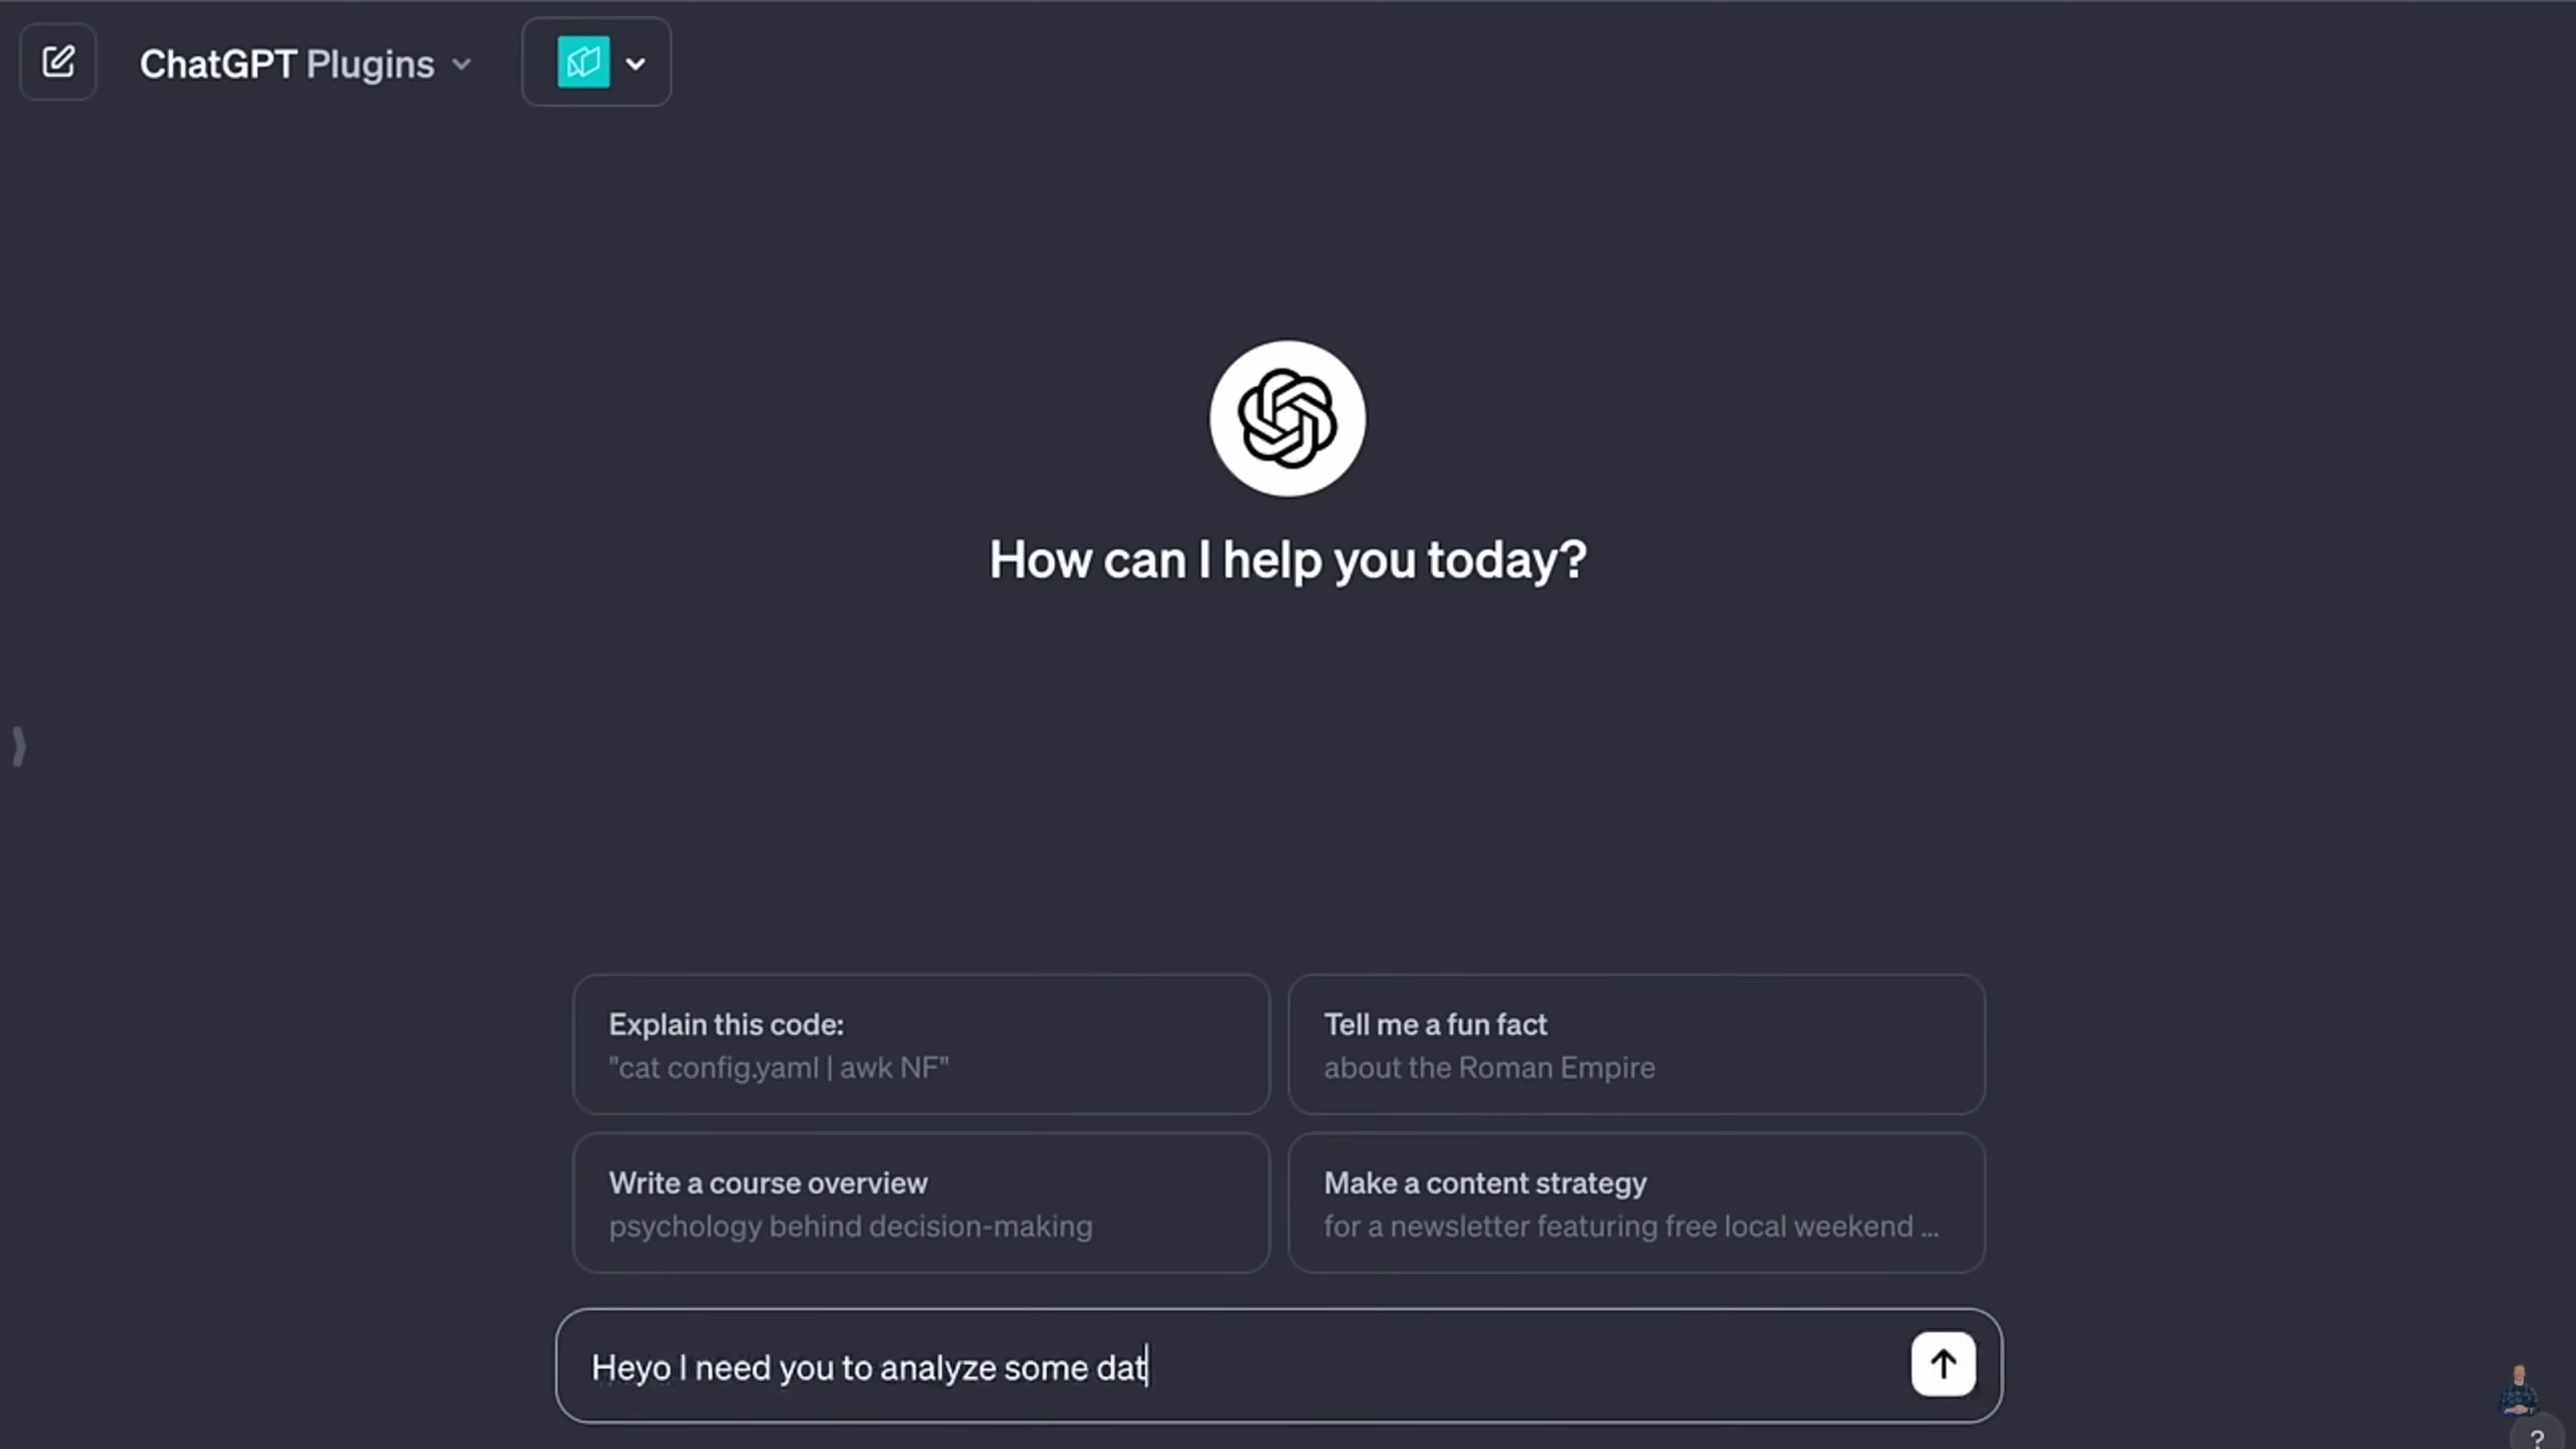 ChatGPT Plugins
How can I help you today?
Explain this code:
"cat config.yaml | awk NF"
Tell me a fun fact
about the Roman Empire
Write a course overview
psychology behind decision-making
Make a content strategy
for a newsletter featuring free local weekend ...
Heyo I need you to analyze some dat
?